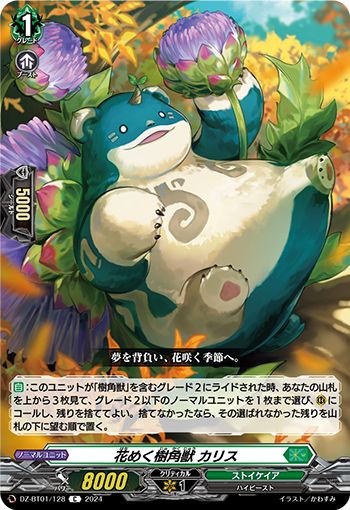 1
グレード
ブースト
5000
シールド
夢を背負い、花咲く季節へ。
自:このユニットが「樹角獣」を含むグレード2にライドされた時、あなたの山札
を上から3枚見て、グレード2以下のノーマルユニットを1枚まで選び、Ⓡに
コールし、残りを捨ててよい。捨てなかったなら、その選ばれなかった残りを山
札の下に望む順で置く。
ノーマルユニット
花めく樹角獣 カリス
パワー 8000
クリティカル
1
ストイケイア
ハイビースト
DZ-BT01/128 C 2024
イラスト/かわすみ